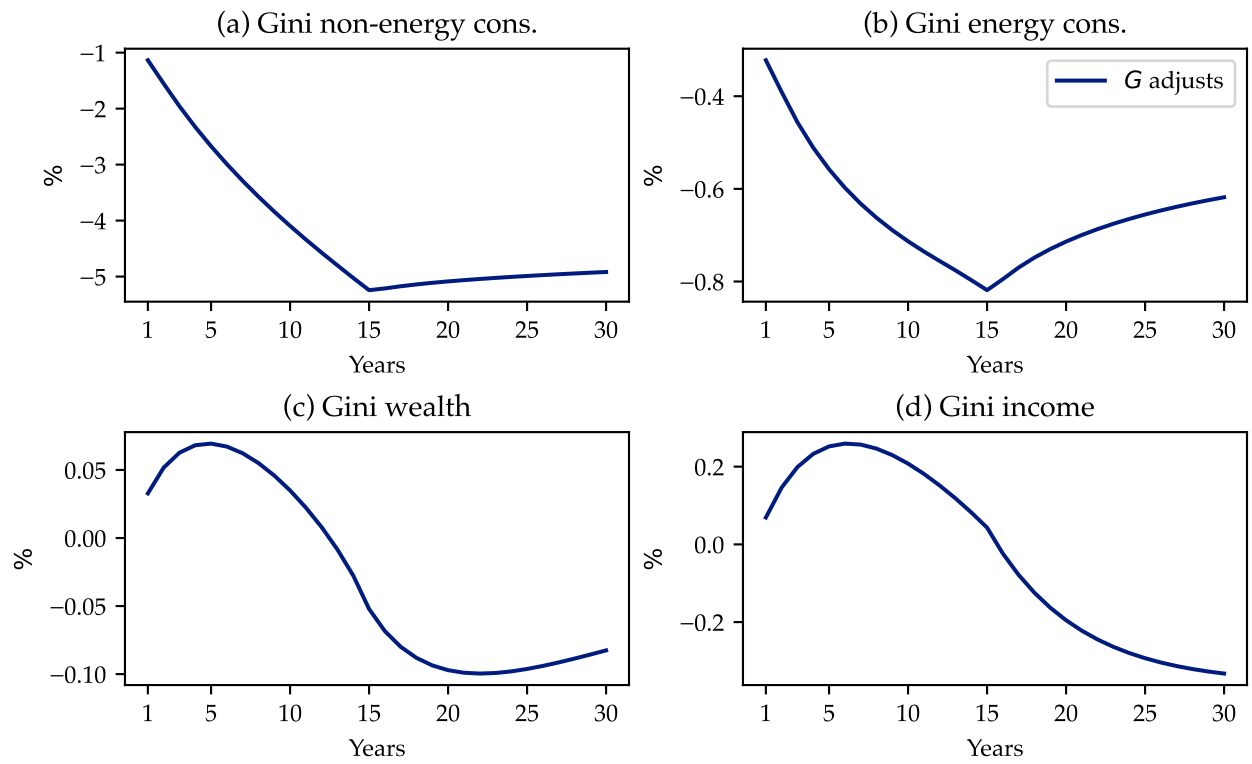 (a) Gini non-energy cons.
%
−1
−2
−3
−4
−5
1 5 10 15 20 25 30
Years
(b) Gini energy cons.
G adjusts
%
−0.4
−0.6
−0.8
1 5 10 15 20 25 30
Years
(c) Gini wealth
%
0.05
0.00
−0.05
−0.10
1 5 10 15 20 25 30
Years
(d) Gini income
%
0.2
0.0
−0.2
1 5 10 15 20 25 30
Years